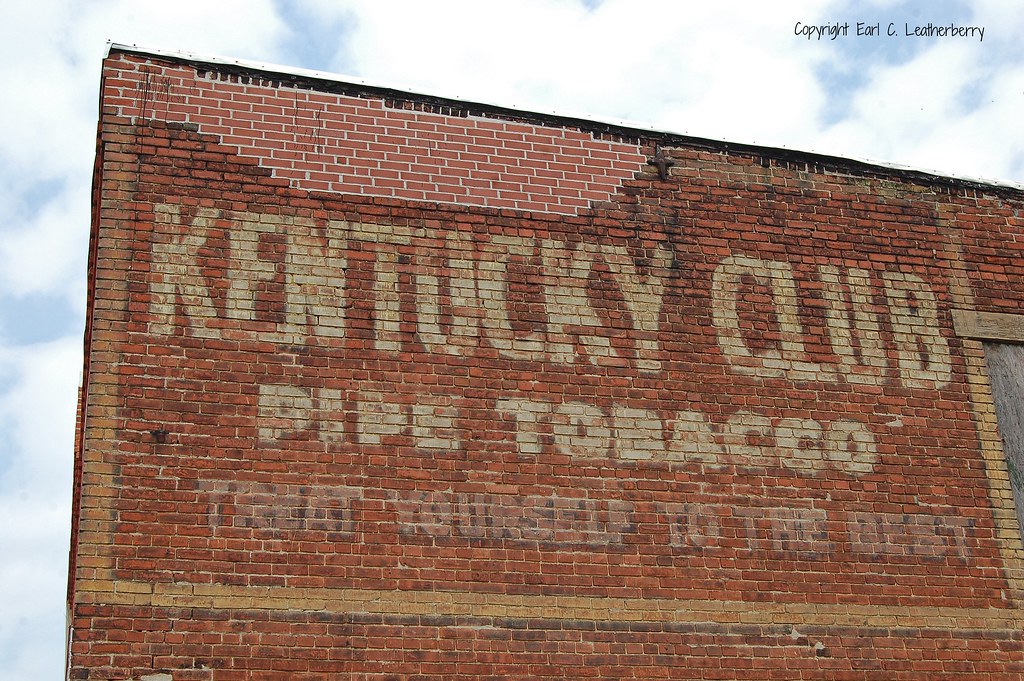 Copyright Earl C. Leatherberry
KENTUCKY CLUB
PIPE TOBACCO
TREAT YOURSELF TO THE BEST